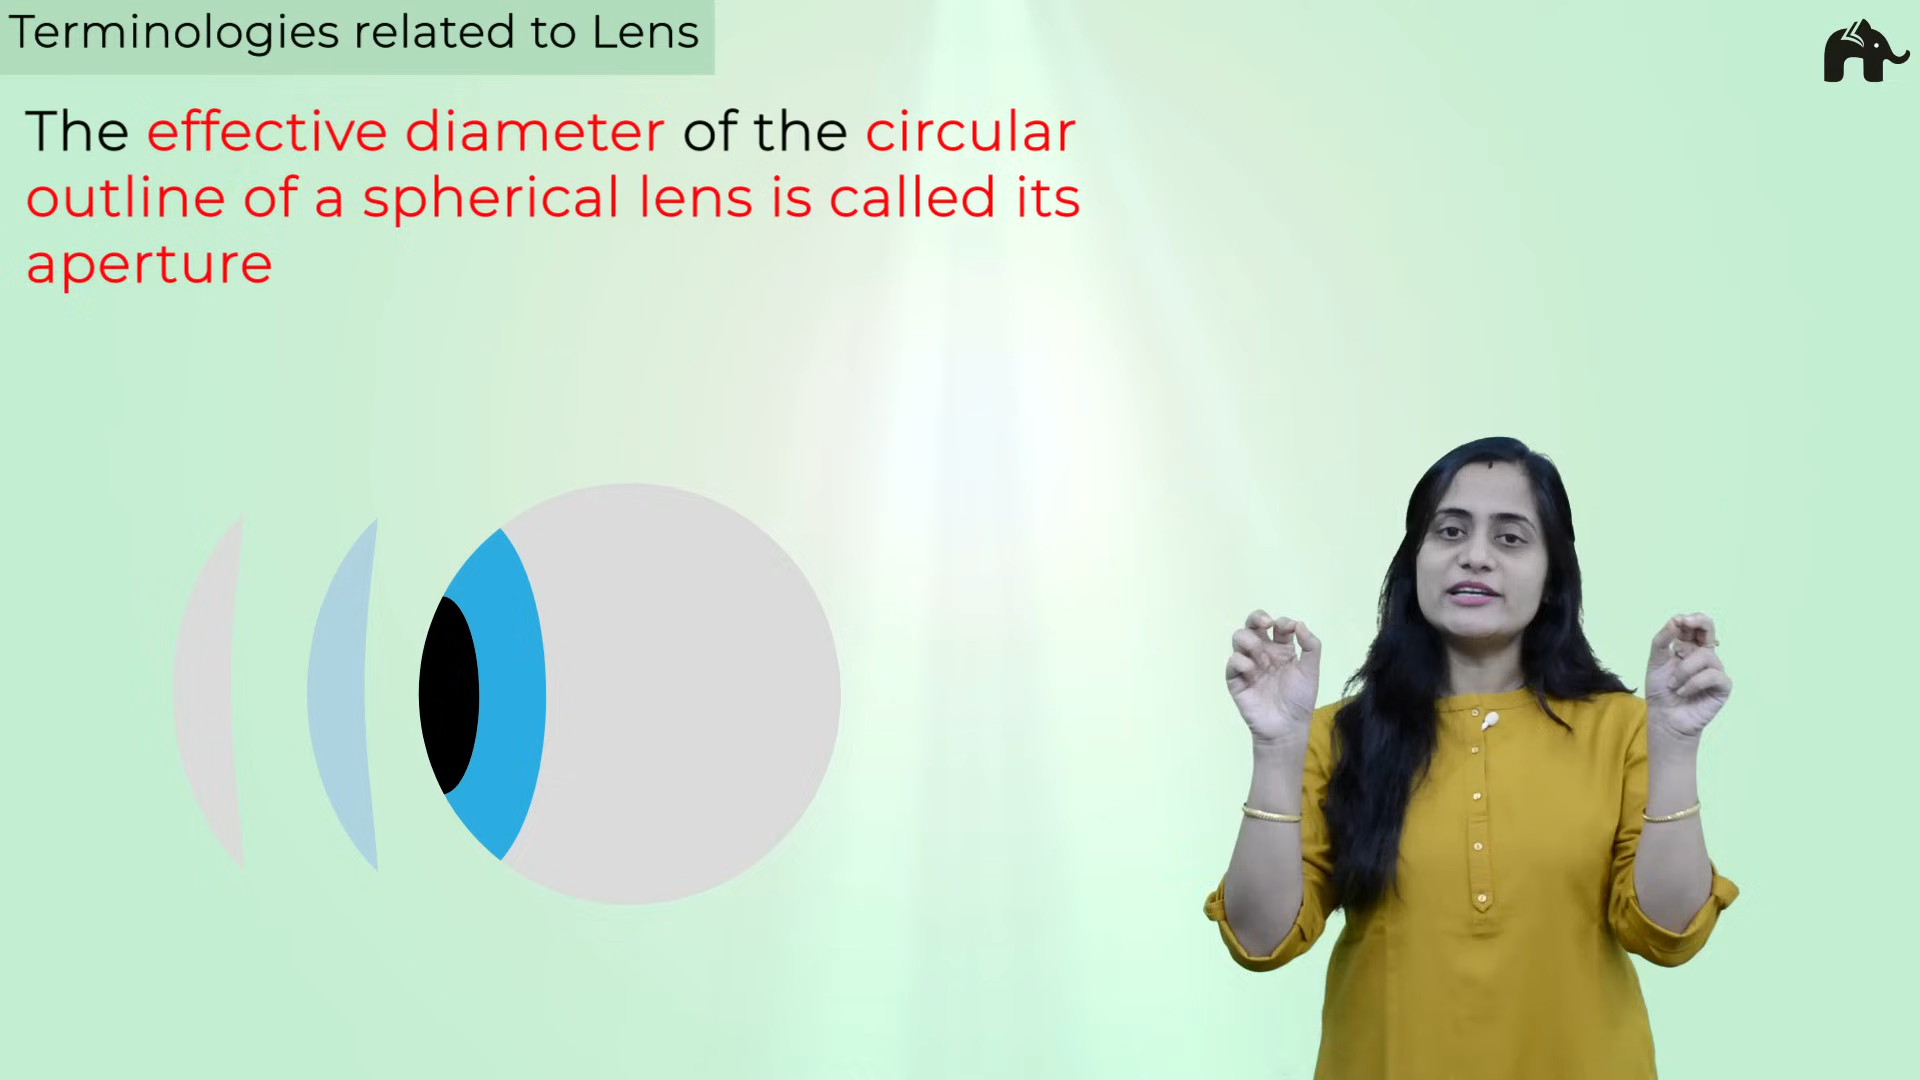 Terminologies related to Lens
The effective diameter of the circular
outline of a spherical lens is called its
aperture